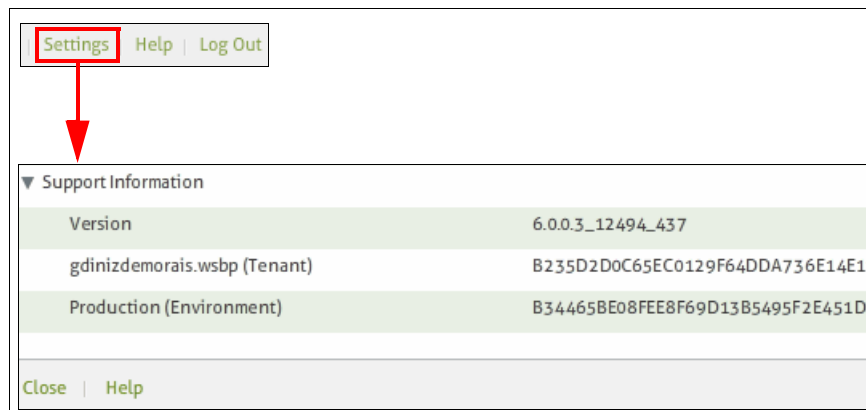 Settings | Help | Log Out
Support Information
Version 6.0.0.3_12494_437
gdinizdemorais.wsbp (Tenant) B235D2D0C65EC0129F64DDA736E14E1
Production (Environment) B34465BE08FEE8F69D13B5495F2E451D
Close | Help